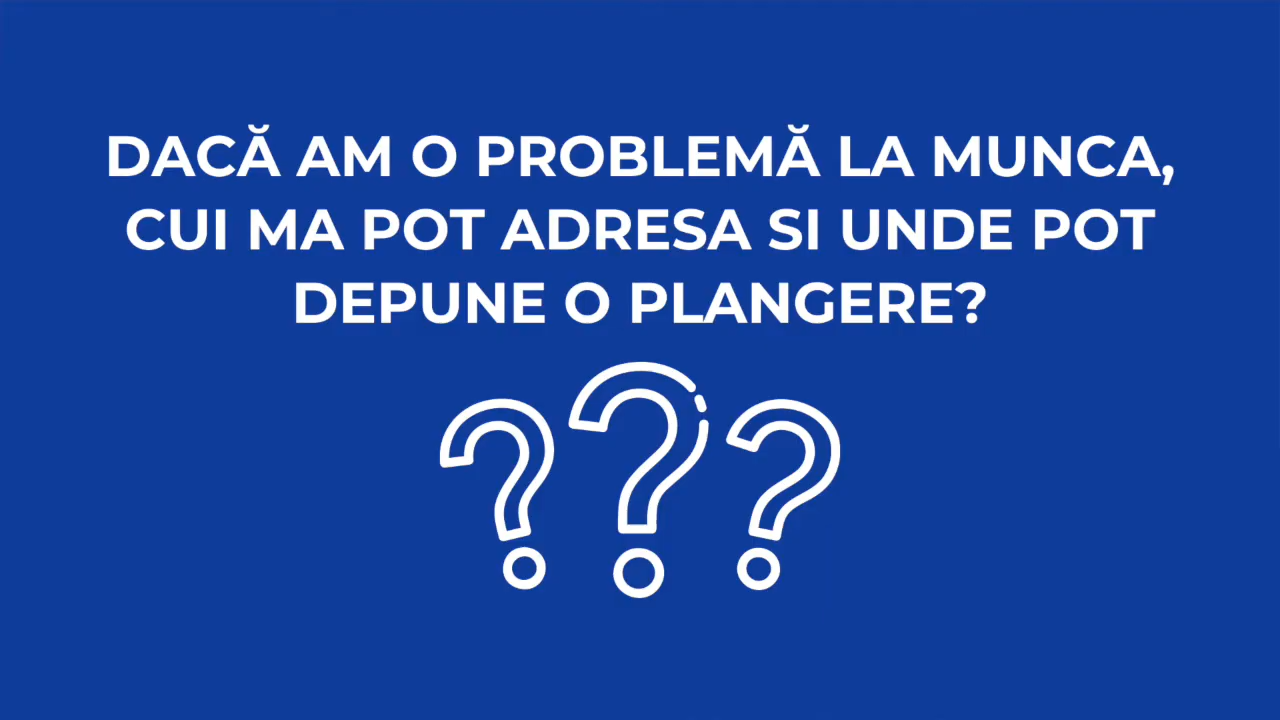 DACĂ AM O PROBLEMĂ LA MUNCA,
CUI MA POT ADRESA SI UNDE POT
DEPUNE O PLANGERE?